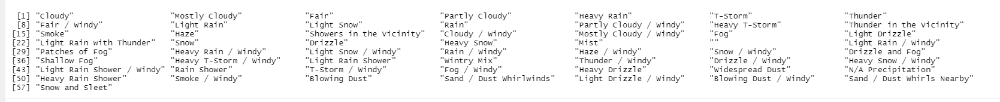 [1] "Cloudy" "Mostly Cloudy" "Fair" "Partly Cloudy" "Heavy Rain" "T-Storm" "Thunder"
[8] "Fair / Windy" "Light Rain" "Light Snow" "Rain" "Partly Cloudy / Windy" "Heavy T-Storm" "Thunder in the Vicinity"
[15] "Smoke" "Haze" "Showers in the Vicinity" "Cloudy / Windy" "Mostly Cloudy / Windy" "Fog" "Light Drizzle"
[22] "Light Rain with Thunder" "Snow" "Drizzle" "Heavy Snow" "Mist" "" "Light Rain / Windy"
[29] "Patches of Fog" "Heavy Rain / Windy" "Light Snow / Windy" "Rain / Windy" "Haze / Windy" "Snow / Windy" "Drizzle and Fog"
[36] "Shallow Fog" "Heavy T-Storm / Windy" "Light Rain Shower" "Wintry Mix" "Thunder / Windy" "Drizzle / Windy" "Heavy Snow / Windy"
[43] "Light Rain Shower / Windy" "Rain Shower" "T-Storm / Windy" "Fog / Windy" "Heavy Drizzle" "Widespread Dust" "N/A Precipitation"
[50] "Heavy Rain Shower" "Smoke / Windy" "Blowing Dust" "Sand / Dust Whirlwinds" "Light Drizzle / Windy" "Blowing Dust / Windy" "Sand / Dust Whirls Nearby"
[57] "Snow and Sleet"